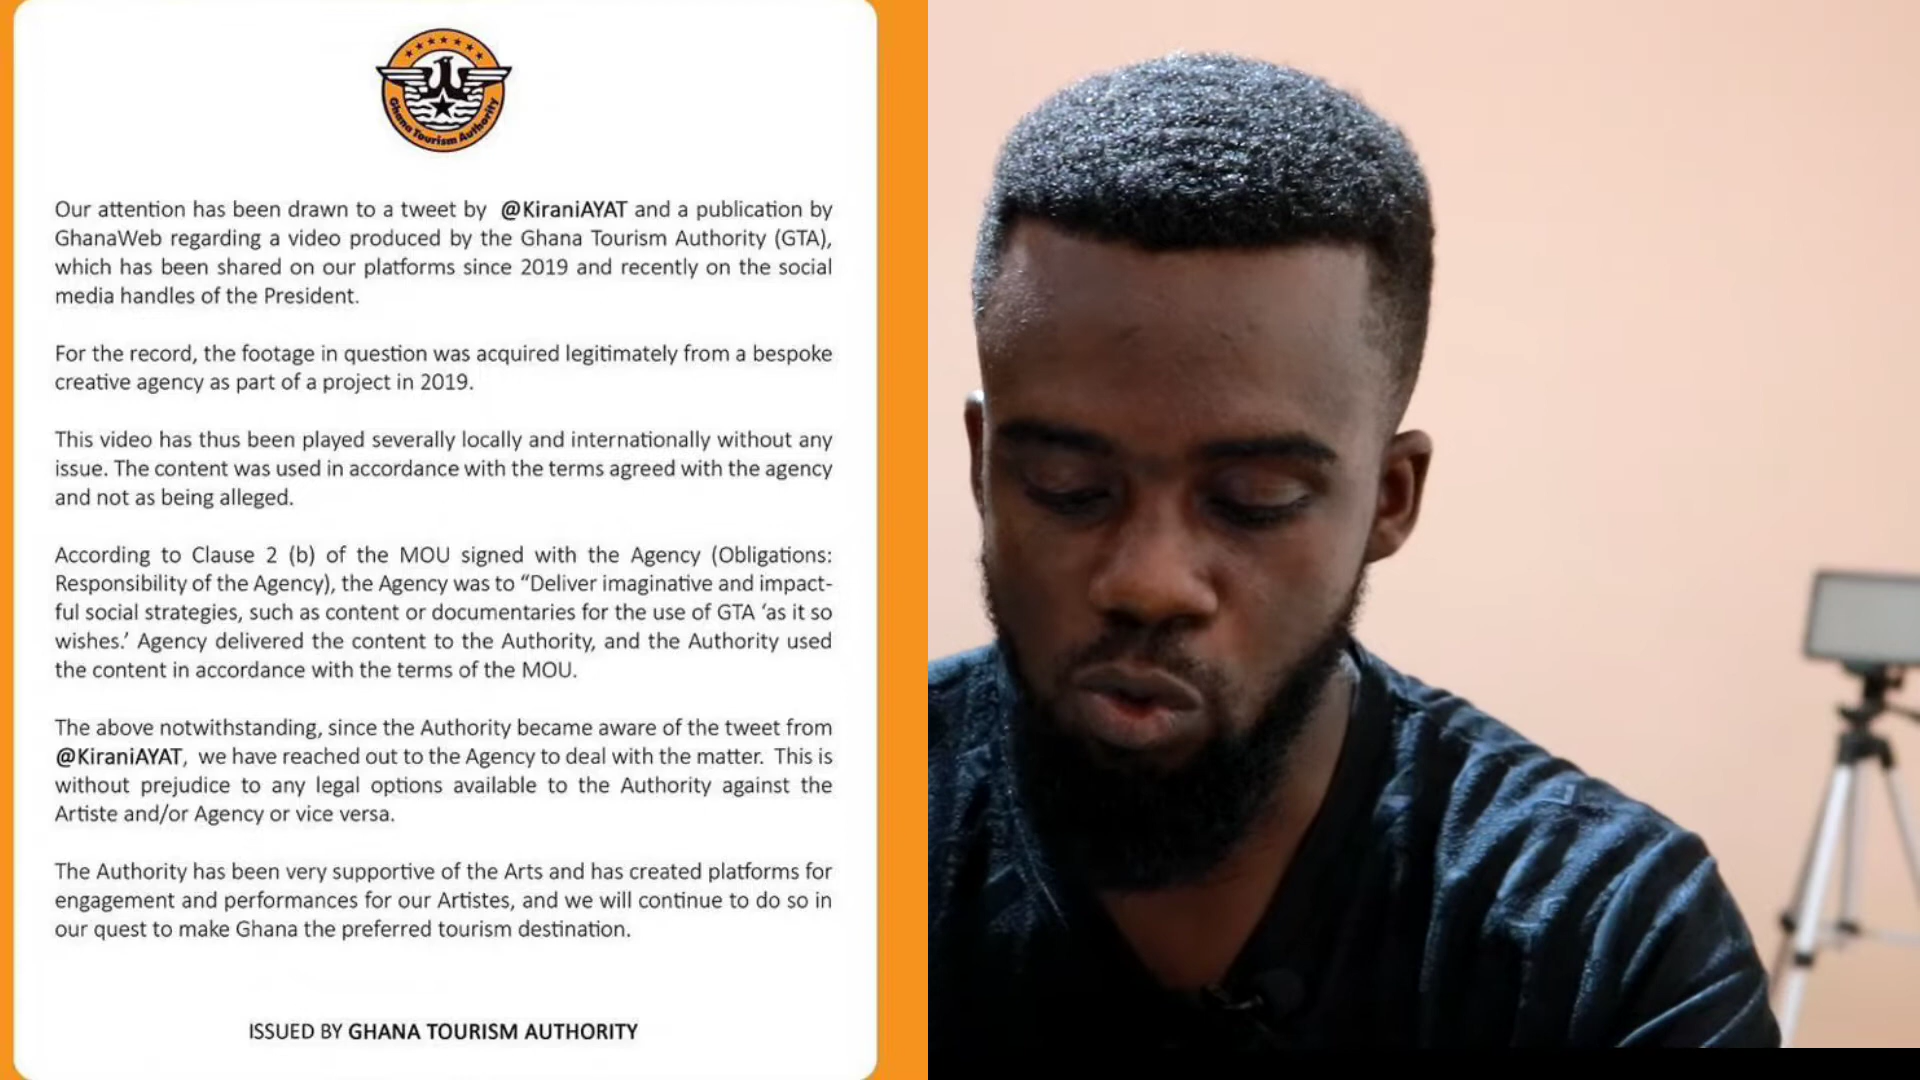 Ghana Tourism Authority
Our attention has been drawn to a tweet by @KiraniAYAT and a publication by
GhanaWeb regarding a video produced by the Ghana Tourism Authority (GTA),
which has been shared on our platforms since 2019 and recently on the social
media handles of the President.
For the record, the footage in question was acquired legitimately from a bespoke
creative agency as part of a project in 2019.
This video has thus been played severally locally and internationally without any
issue. The content was used in accordance with the terms agreed with the agency
and not as being alleged.
According to Clause 2 (b) of the MOU signed with the Agency (Obligations:
Responsibility of the Agency), the Agency was to “Deliver imaginative and impact-
ful social strategies, such as content or documentaries for the use of GTA ‘as it so
wishes.’ Agency delivered the content to the Authority, and the Authority used
the content in accordance with the terms of the MOU.
The above notwithstanding, since the Authority became aware of the tweet from
@KiraniAYAT, we have reached out to the Agency to deal with the matter. This is
without prejudice to any legal options available to the Authority against the
Artiste and/or Agency or vice versa.
The Authority has been very supportive of the Arts and has created platforms for
engagement and performances for our Artistes, and we will continue to do so in
our quest to make Ghana the preferred tourism destination.
ISSUED BY GHANA TOURISM AUTHORITY